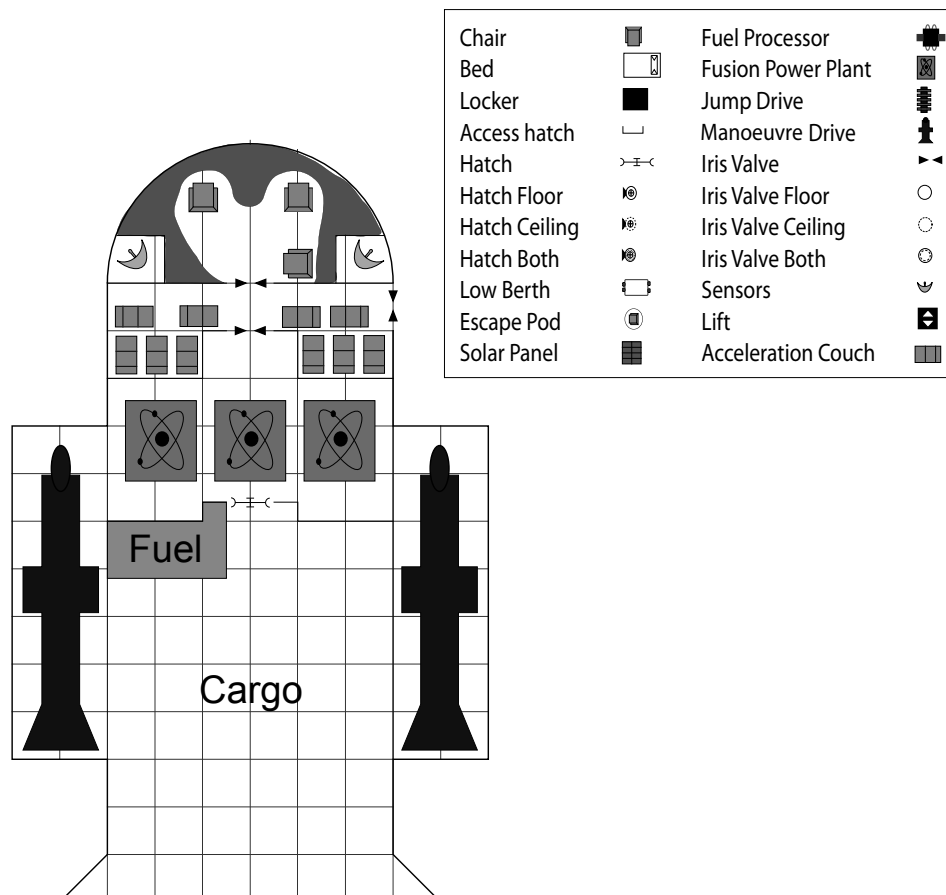 Chair
Fuel Processor
Bed
Fusion Power Plant
Locker
Jump Drive
Access hatch
Manoeuvre Drive
Hatch
Iris Valve
Hatch Floor
Iris Valve Floor
Hatch Ceiling
Iris Valve Ceiling
Hatch Both
Iris Valve Both
Low Berth
Sensors
Escape Pod
Lift
Solar Panel
Acceleration Couch
Fuel
Cargo